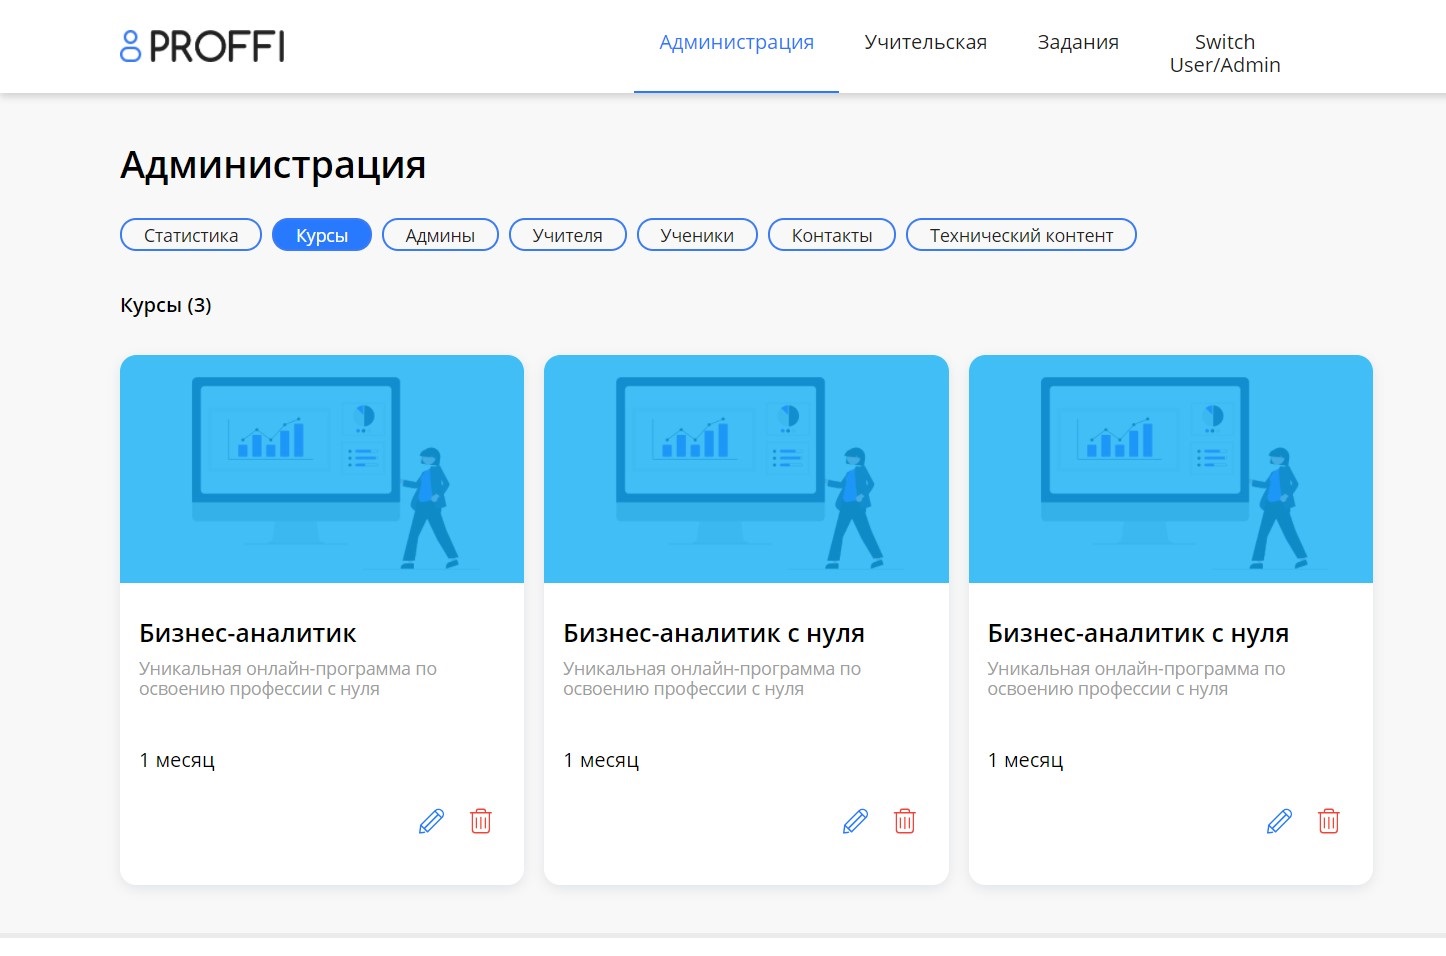 PROFFI
Администрация
Учительская
Задания
Switch
User/Admin
Администрация
Статистика
Курсы
Админы
Учителя
Ученики
Контакты
Технический контент
Курсы (3)
Бизнес-аналитик
Уникальная онлайн-программа по
освоению профессии с нуля
1 месяц
Бизнес-аналитик с нуля
Уникальная онлайн-программа по
освоению профессии с нуля
1 месяц
Бизнес-аналитик с нуля
Уникальная онлайн-программа по
освоению профессии с нуля
1 месяц